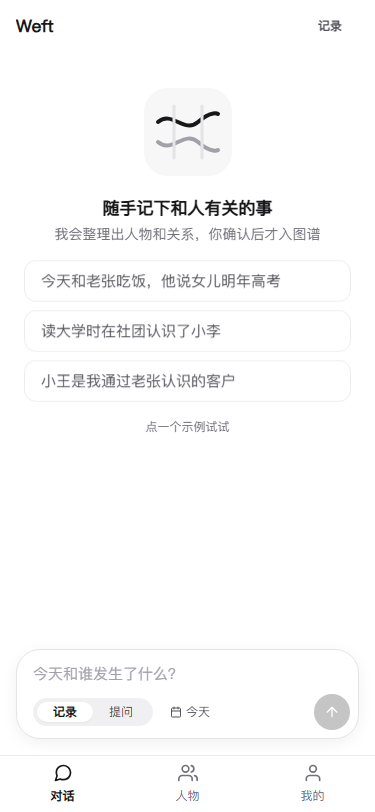 Weft
记录
随手记下和人有关的事
我会整理出人物和关系，你确认后才入图谱
今天和老张吃饭，他说女儿明年高考
读大学时在社团认识了小李
小王是我通过老张认识的客户
点一个示例试试
今天和谁发生了什么?
记录 提问 今天
对话 人物 我的